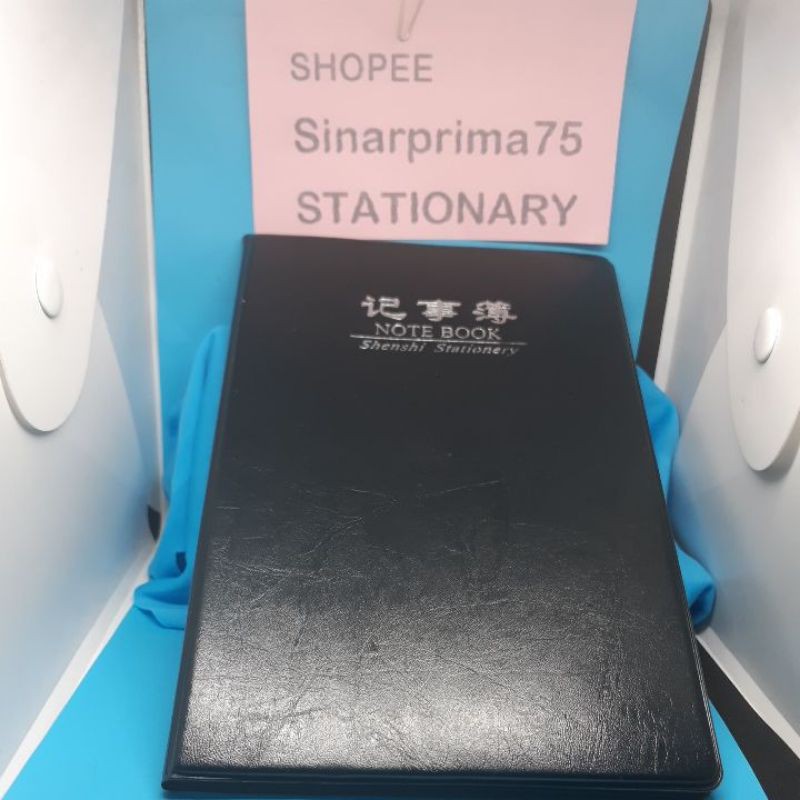 SHOPEE
Sinarprima75
STATIONARY
记事簿
NOTE BOOK
Shenshi Stationery